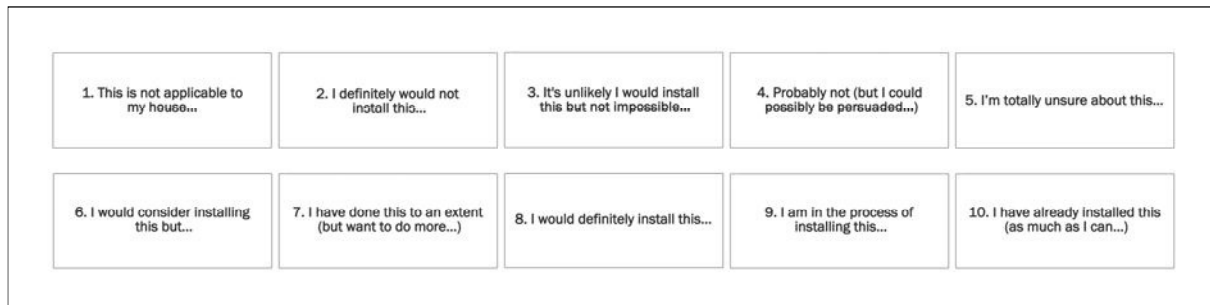 1. This is not applicable to
my house...
2. I definitely would not
install this...
3. It's unlikely I would install
this but not impossible...
4. Probably not (but I could
possibly be persuaded...)
5. I'm totally unsure about this...
6. I would consider installing
this but...
7. I have done this to an extent
(but want to do more...)
8. I would definitely install this...
9. I am in the process of
installing this...
10. I have already installed this
(as much as I can...)